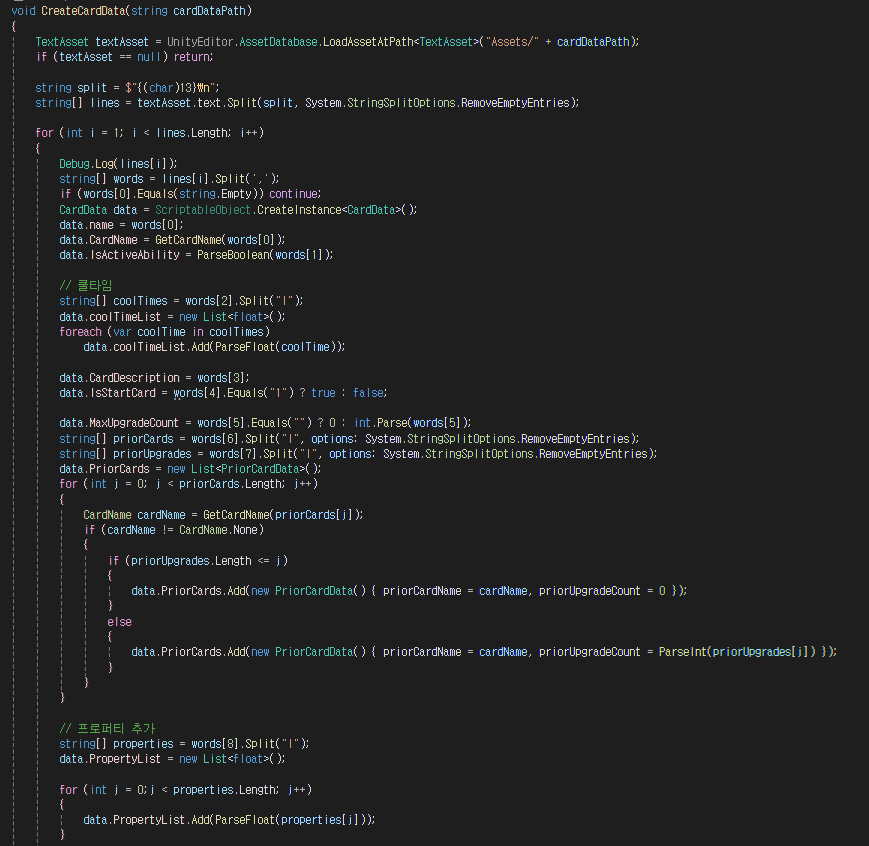 void CreateCardData(string cardDataPath)
{
TextAsset textAsset = UnityEditor.AssetDatabase.LoadAssetAtPath<TextAsset>("Assets/" + cardDataPath);
if (textAsset == null) return;
string split = $"{(char)13}₩n";
string[] lines = textAsset.text.Split(split, System.StringSplitOptions.RemoveEmptyEntries);
for (int i = 1; i < lines.Length; i++)
{
Debug.Log(lines[i]);
string[] words = lines[i].Split(',');
if (words[0].Equals(string.Empty)) continue;
CardData data = ScriptableObject.CreateInstance<CardData>();
data.name = words[0];
data.CardName = GetCardName(words[0]);
data.IsActiveAbility = ParseBoolean(words[1]);
// 쿨타임
string[] coolTimes = words[2].Split("|");
data.coolTimeList = new List<float>();
foreach (var coolTime in coolTimes)
data.coolTimeList.Add(ParseFloat(coolTime));
data.CardDescription = words[3];
data.IsStartCard = words[4].Equals("1") ? true : false;
data.MaxUpgradeCount = words[5].Equals("") ? 0 : int.Parse(words[5]);
string[] priorCards = words[6].Split("|", options: System.StringSplitOptions.RemoveEmptyEntries);
string[] priorUpgrades = words[7].Split("|", options: System.StringSplitOptions.RemoveEmptyEntries);
data.PriorCards = new List<PriorCardData>();
for (int j = 0; j < priorCards.Length; j++)
{
CardName cardName = GetCardName(priorCards[j]);
if (cardName != CardName.None)
{
if (priorUpgrades.Length <= j)
{
data.PriorCards.Add(new PriorCardData() { priorCardName = cardName, priorUpgradeCount = 0 });
}
else
{
data.PriorCards.Add(new PriorCardData() { priorCardName = cardName, priorUpgradeCount = ParseInt(priorUpgrades[j]) });
}
}
}
// 프로퍼티 추가
string[] properties = words[8].Split("|");
data.PropertyList = new List<float>();
for (int j = 0;j < properties.Length; j++)
{
data.PropertyList.Add(ParseFloat(properties[j]));
}